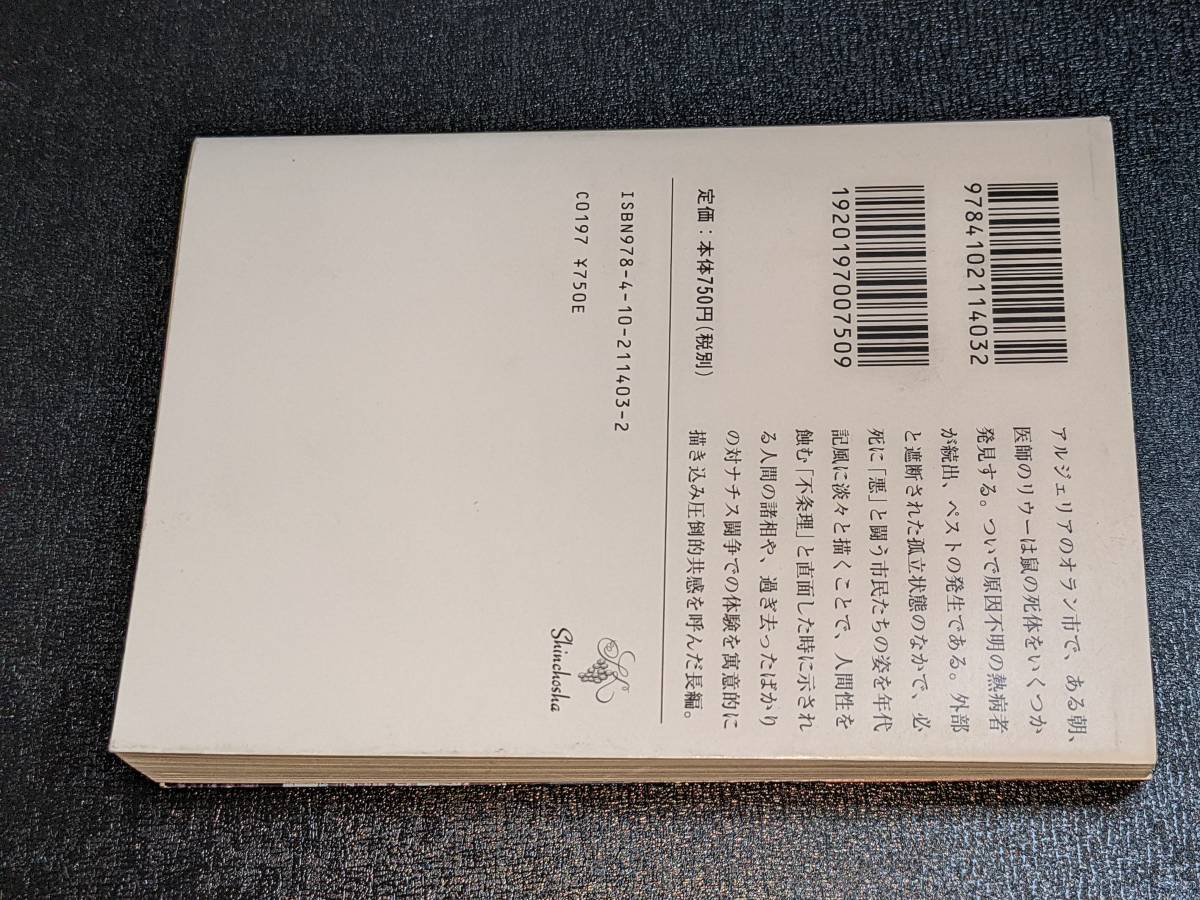 9784102114032
1920197007509
アルジェリアのオラン市で、ある朝、
医師のリウーは鼠の死体をいくつか
発見する。ついで原因不明の熱病者
が続出、ペストの発生である。外部
と遮断された孤立状態のなかで、必
死に「悪」と闘う市民たちの姿を年代
記風に淡々と描くことで、人間性を
蝕む「不条理」と直面した時に示され
る人間の諸相や、過ぎ去ったばかり
の対ナチス闘争での体験を寓意的に
描き込み圧倒的共感を呼んだ長編。
定価：本体750円(税別)
ISBN978-4-10-211403-2
C0197 ¥750E
Shinchosha